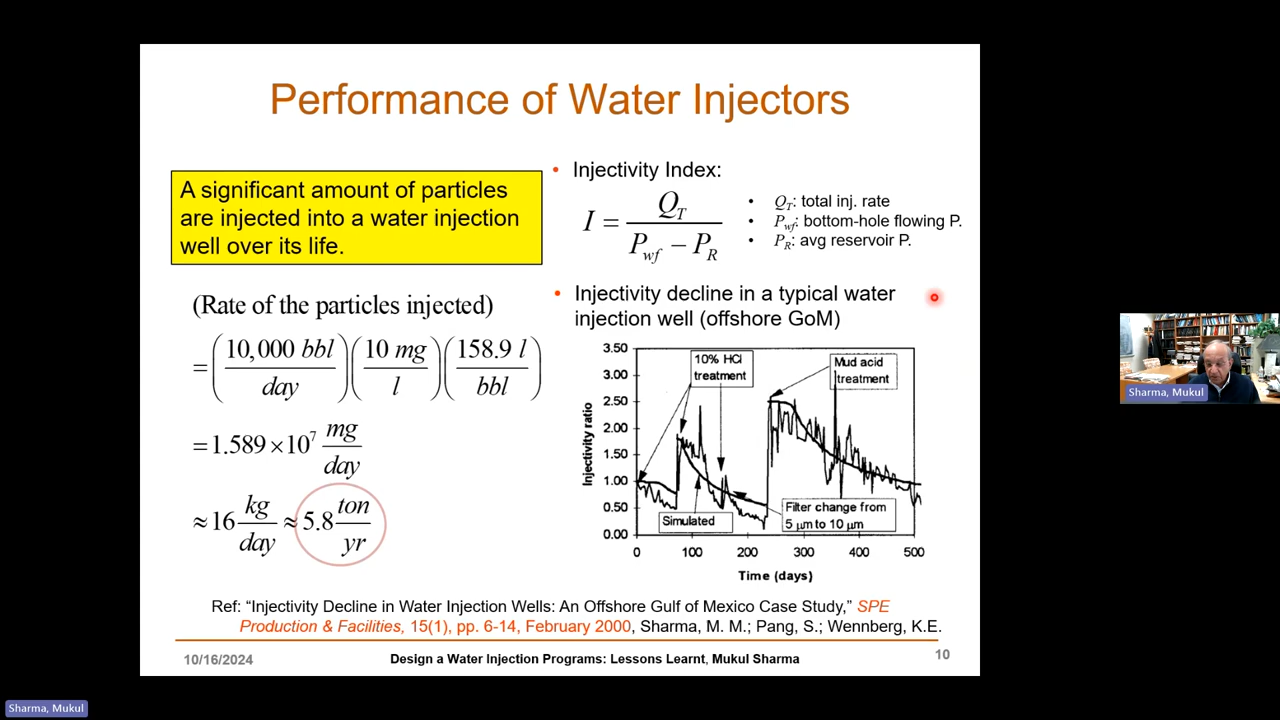 Performance of Water Injectors
A significant amount of particles
are injected into a water injection
well over its life.
(Rate of the particles injected)
= (10,000 bbl / day) (10 mg / l) (158.9 l / bbl)
= 1.589 × 10⁷ mg / day
≈ 16 kg / day ≈ 5.8 ton / yr
• Injectivity Index:
I = Q_T / (P_wf − P_R)
• Q_T: total inj. rate
• P_wf: bottom-hole flowing P.
• P_R: avg reservoir P.
• Injectivity decline in a typical water
injection well (offshore GoM)
Injectivity ratio
3.50
3.00
2.50
2.00
1.50
1.00
0.50
0.00
10% HCl
treatment
Mud acid
treatment
Simulated
Filter change from
5 µm to 10 µm
0 100 200 300 400 500
Time (days)
Ref: “Injectivity Decline in Water Injection Wells: An Offshore Gulf of Mexico Case Study,” SPE
Production & Facilities, 15(1), pp. 6-14, February 2000, Sharma, M. M.; Pang, S.; Wennberg, K.E.
10/16/2024
Design a Water Injection Programs: Lessons Learnt, Mukul Sharma
10
Sharma, Mukul
Sharma, Mukul